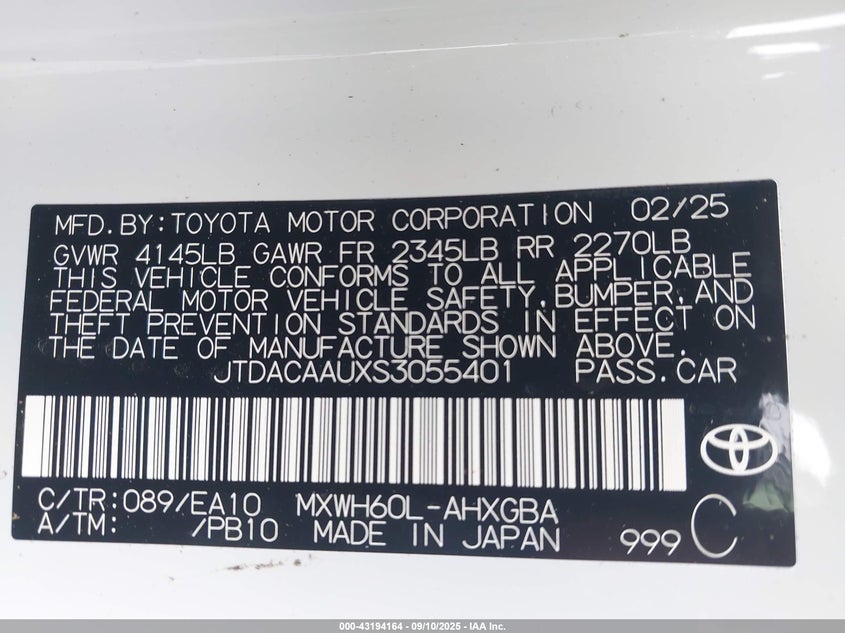 MFD.BY:TOYOTA MOTOR CORPORATION 02/25
GVWR 4145LB GAWR FR 2345LB RR 2270LB
THIS VEHICLE CONFORMS TO ALL APPLICABLE
FEDERAL MOTOR VEHICLE SAFETY,BUMPER,AND
THEFT PREVENTION STANDARDS IN EFFECT ON
THE DATE OF MANUFACTURE SHOWN ABOVE.
JTDACAAUXS3055401 PASS.CAR
C/TR:089/EA10 MXWH60L-AHXGBA
A/TM: /PB10 MADE IN JAPAN 999 C
000-43194164 - 09/10/2025 - IAA Inc.